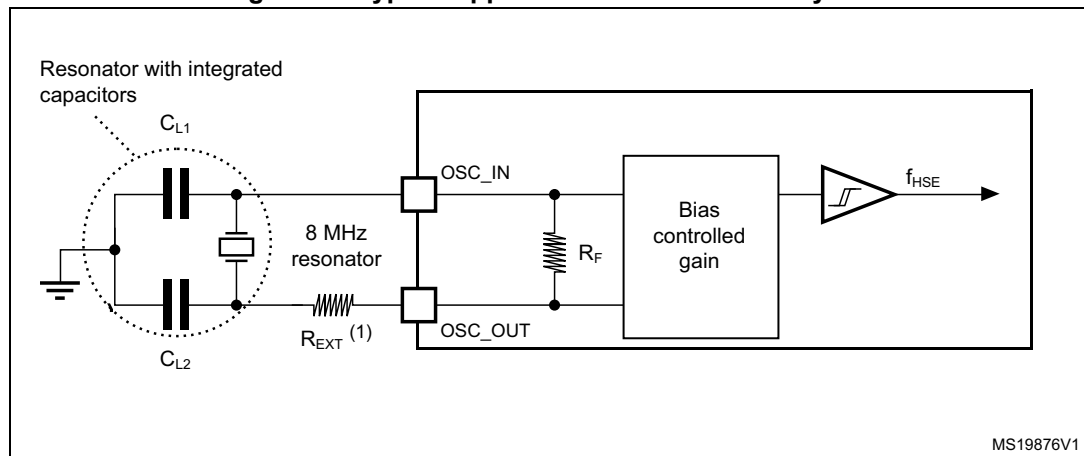 Resonator with integrated
capacitors
C_L1
OSC_IN
f_HSE
8 MHz
resonator
R_F
Bias
controlled
gain
R_EXT (1)
OSC_OUT
C_L2
MS19876V1